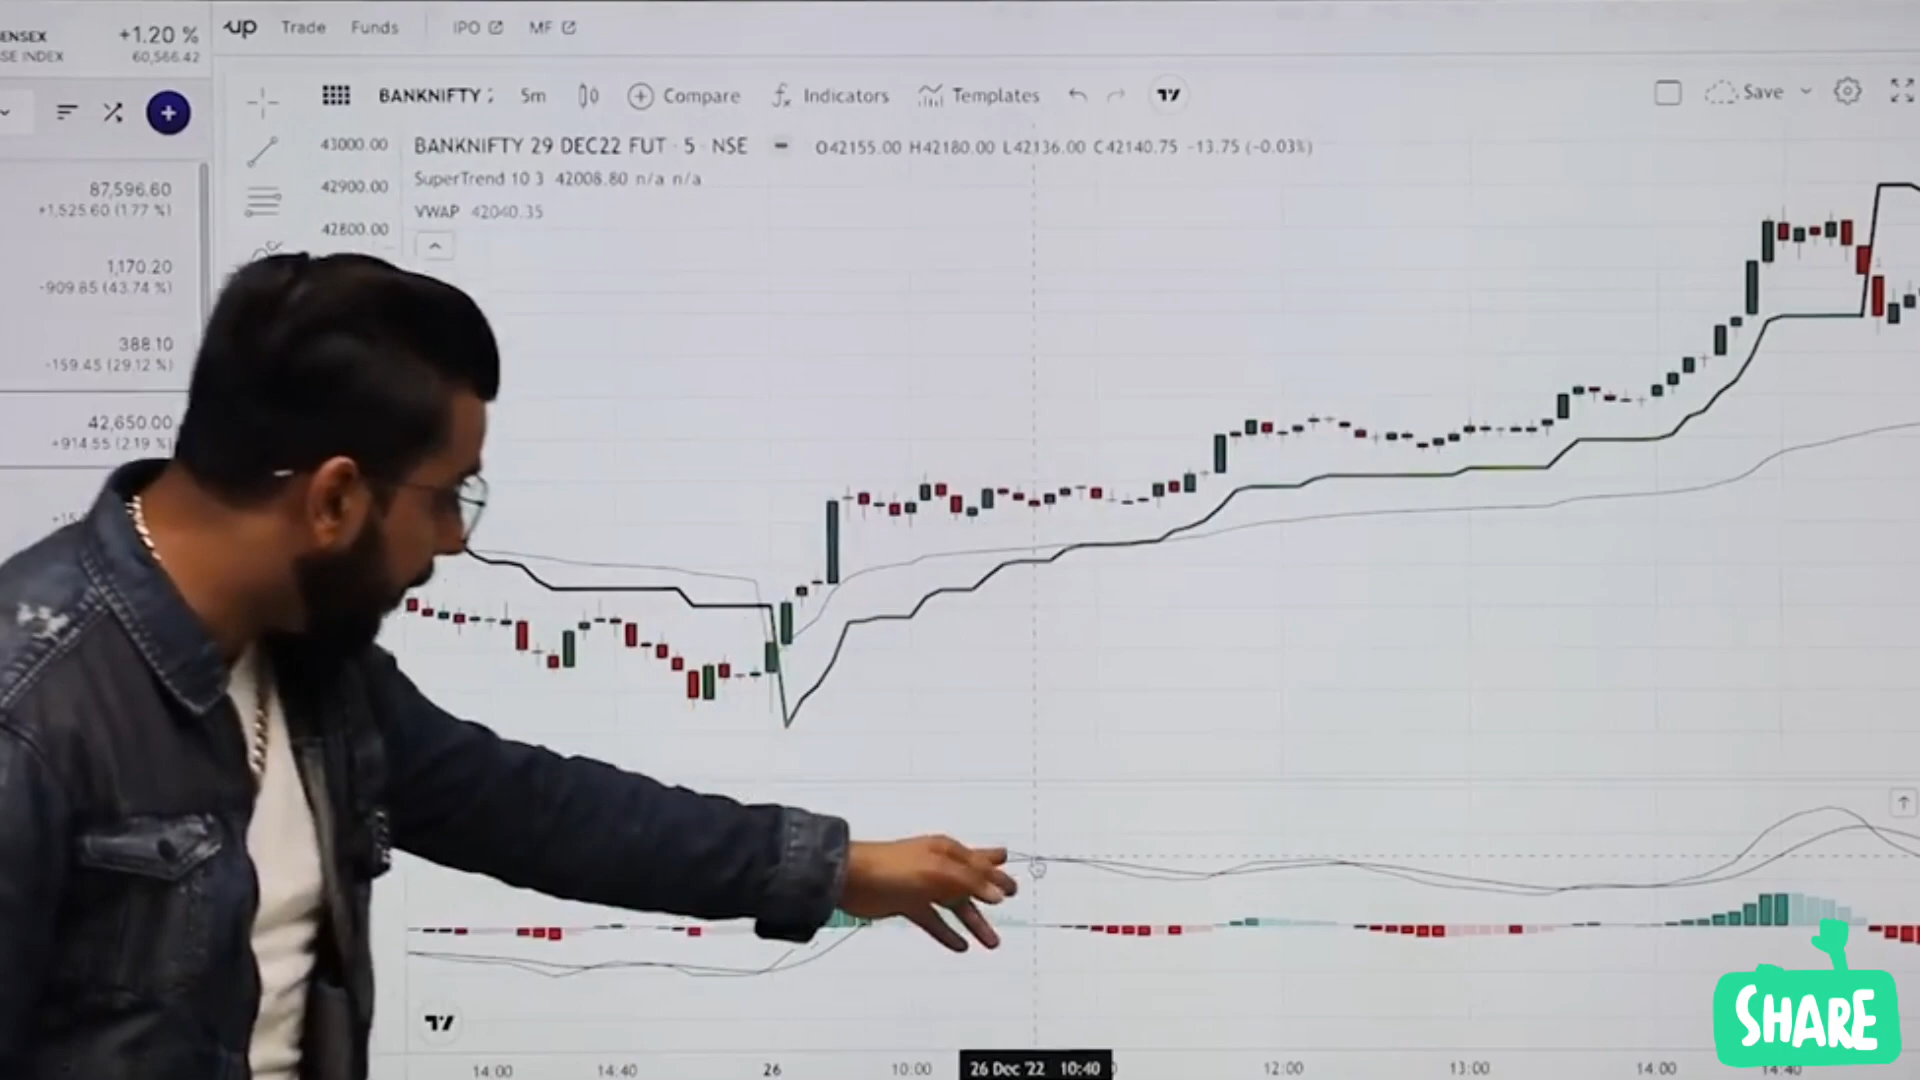 ENSEX +1.20 %
SE INDEX 60,566.42
up Trade Funds IPO MF
BANKNIFTY 5m Compare Indicators Templates Save
87,596.60
+1,525.60 (1.77 %)
1,170.20
-909.85 (43.74 %)
388.10
-159.45 (29.12 %)
42,650.00
+914.55 (2.19 %)
43000.00
42900.00
42800.00
BANKNIFTY 29 DEC22 FUT · 5 · NSE O42155.00 H42180.00 L42136.00 C42140.75 -13.75 (-0.03%)
SuperTrend 10 3 42008.80 n/a n/a
VWAP 42040.35
14:00 14:40 26 10:00 26 Dec '22 10:40 12:00 13:00 14:00 14:40
SHARE